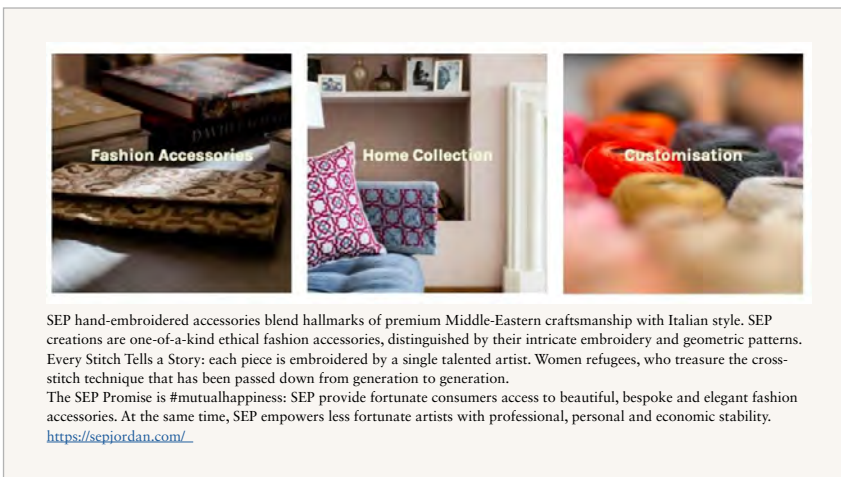 Fashion Accessories
Home Collection
Customisation
SEP hand-embroidered accessories blend hallmarks of premium Middle-Eastern craftsmanship with Italian style. SEP
creations are one-of-a-kind ethical fashion accessories, distinguished by their intricate embroidery and geometric patterns.
Every Stitch Tells a Story: each piece is embroidered by a single talented artist. Women refugees, who treasure the cross-
stitch technique that has been passed down from generation to generation.
The SEP Promise is #mutualhappiness: SEP provide fortunate consumers access to beautiful, bespoke and elegant fashion
accessories. At the same time, SEP empowers less fortunate artists with professional, personal and economic stability.
https://sepjordan.com/